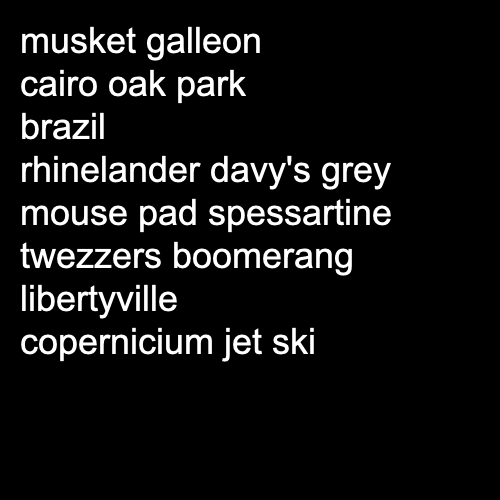 musket galleon
cairo oak park
brazil
rhinelander davy's grey
mouse pad spessartine
twezzers boomerang
libertyville
copernicium jet ski